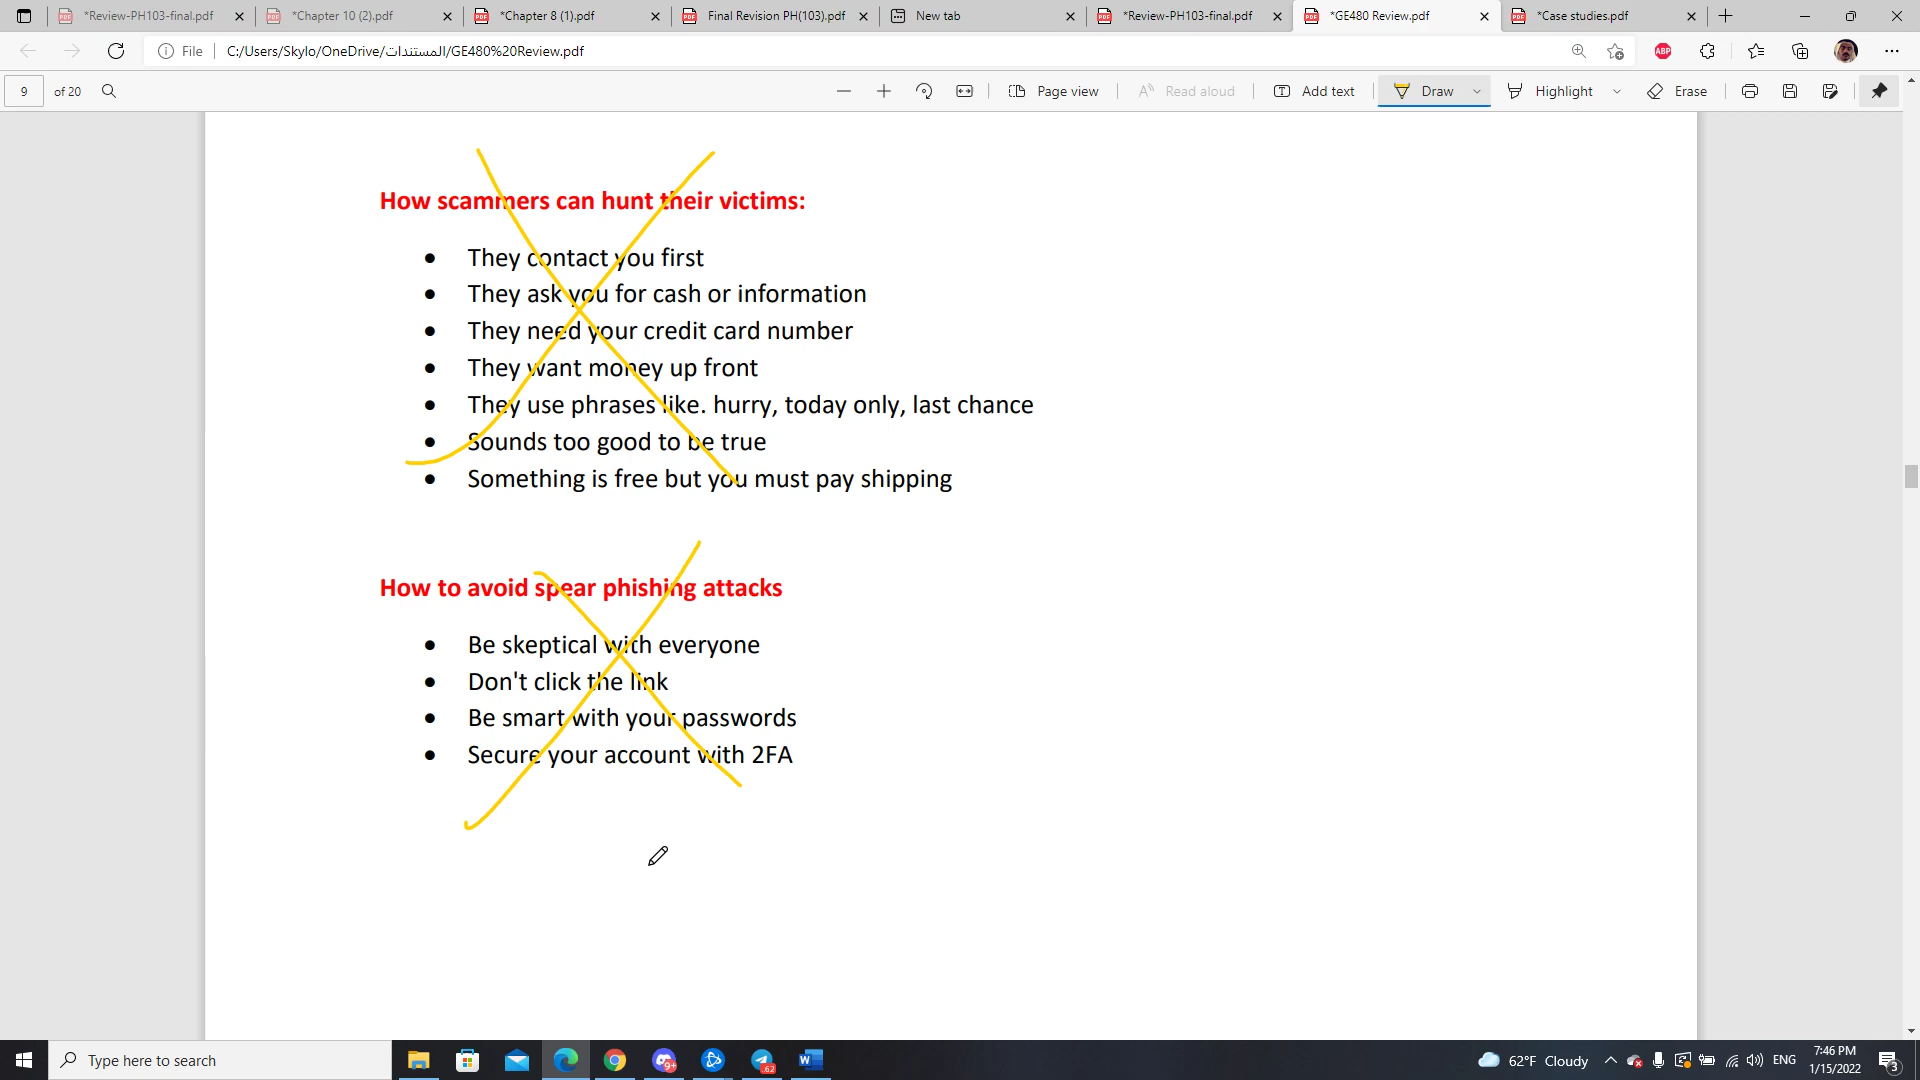 *Review-PH103-final.pdf
*Chapter 10 (2).pdf
*Chapter 8 (1).pdf
Final Revision PH(103).pdf
New tab
*Review-PH103-final.pdf
*GE480 Review.pdf
*Case studies.pdf
File
C:/Users/Skylo/OneDrive/المستندات/GE480%20Review.pdf
ABP
9 of 20
Page view
Read aloud
Add text
Draw
Highlight
Erase
How scammers can hunt their victims:
• They contact you first
• They ask you for cash or information
• They need your credit card number
• They want money up front
• They use phrases like. hurry, today only, last chance
• Sounds too good to be true
• Something is free but you must pay shipping
How to avoid spear phishing attacks
• Be skeptical with everyone
• Don't click the link
• Be smart with your passwords
• Secure your account with 2FA
Type here to search
9+
62
62°F Cloudy
ENG
7:46 PM
1/15/2022
3